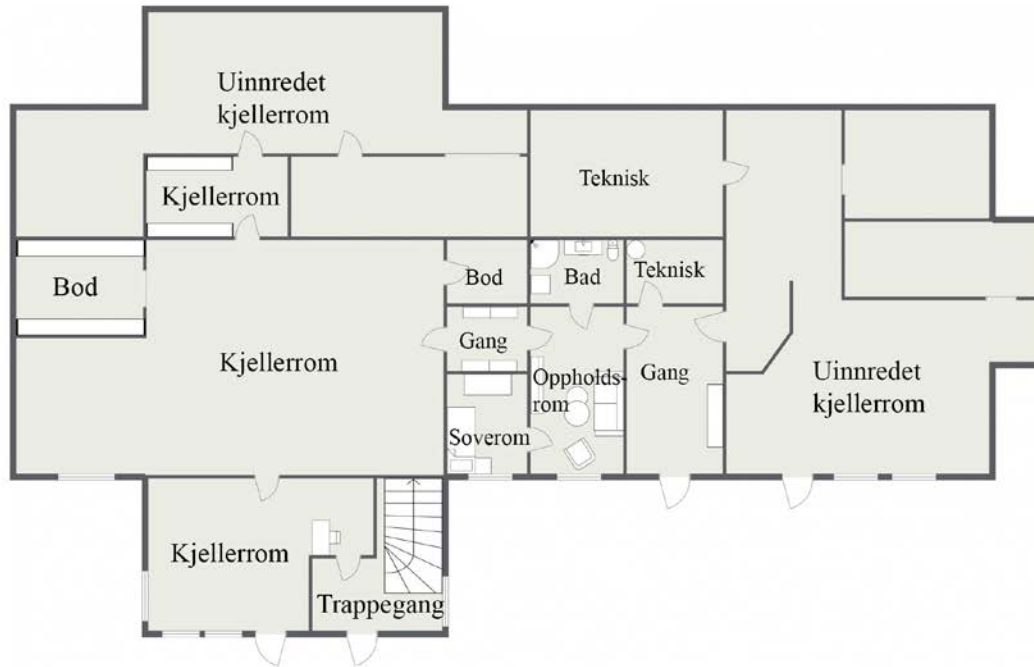 Uinnredet
kjellerrom
Kjellerrom
Teknisk
Bod
Bod
Bad
Teknisk
Gang
Kjellerrom
Oppholds-
rom
Gang
Uinnredet
kjellerrom
Soverom
Kjellerrom
Trappegang